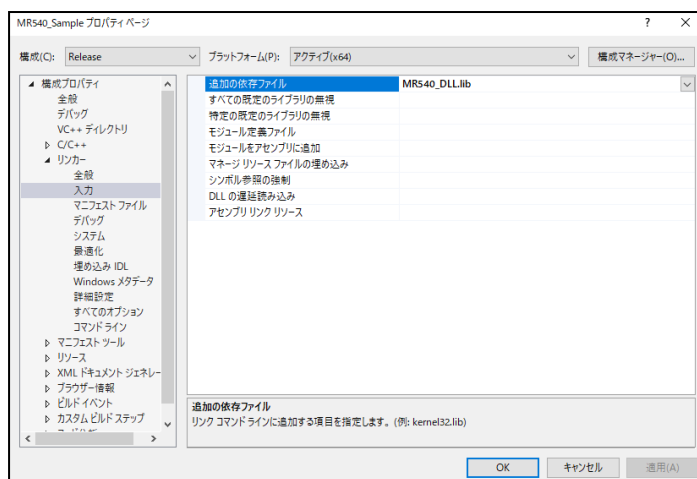 MR540_Sample プロパティ ページ
? ×
構成(C): Release プラットフォーム(P): アクティブ(x64) 構成マネージャー(O)...
構成プロパティ
全般
デバッグ
VC++ ディレクトリ
C/C++
リンカー
全般
入力
マニフェスト ファイル
デバッグ
システム
最適化
埋め込み IDL
Windows メタデータ
詳細設定
すべてのオプション
コマンド ライン
マニフェスト ツール
リソース
XML ドキュメント ジェネレー
ブラウザー情報
ビルド イベント
カスタム ビルド ステップ
追加の依存ファイル MR540_DLL.lib
すべての既定のライブラリの無視
特定の既定のライブラリの無視
モジュール定義ファイル
モジュールをアセンブリに追加
マネージ リソース ファイルの埋め込み
シンボル参照の強制
DLL の遅延読み込み
アセンブリ リンク リソース
追加の依存ファイル
リンク コマンド ラインに追加する項目を指定します。(例: kernel32.lib)
OK キャンセル 適用(A)